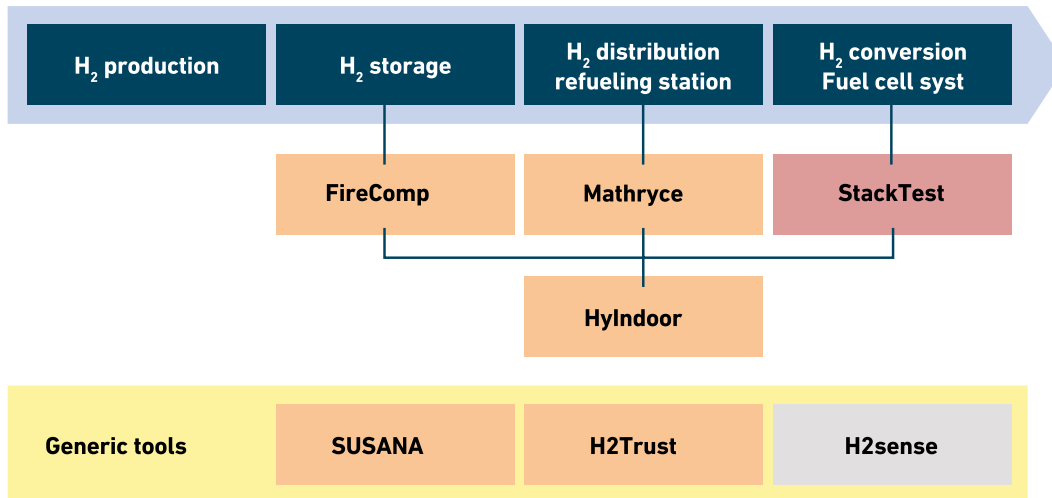 H₂ production
H₂ storage
H₂ distribution
refueling station
H₂ conversion
Fuel cell syst
FireComp
Mathryce
StackTest
HyIndoor
Generic tools
SUSANA
H2Trust
H2sense